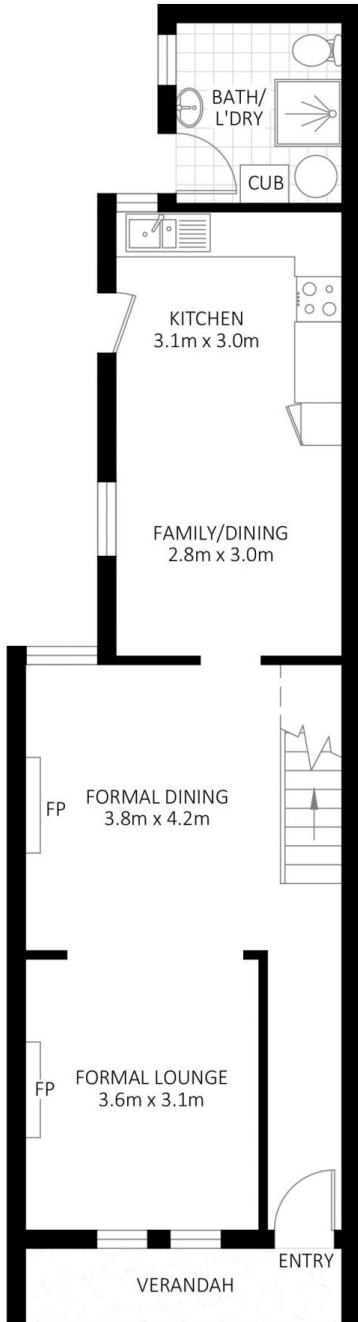 BATH/
L'DRY
CUB
KITCHEN
3.1m x 3.0m
FAMILY/DINING
2.8m x 3.0m
FP
FORMAL DINING
3.8m x 4.2m
FP
FORMAL LOUNGE
3.6m x 3.1m
ENTRY
VERANDAH